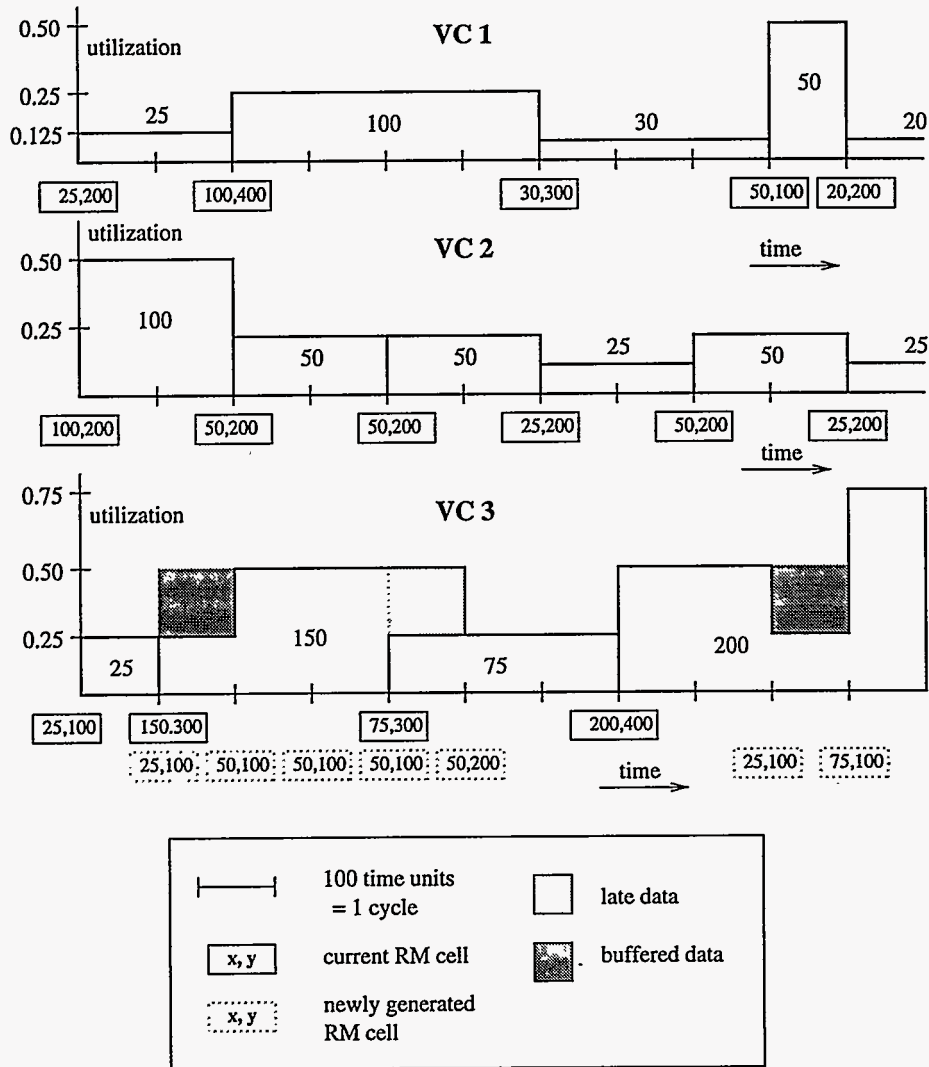 0.50
utilization
VC 1
50
0.25
25
100
30
20
0.125
25,200
100,400
30,300
50,100
20,200
utilization
VC 2
time
0.50
100
0.25
50
50
25
50
25
100,200
50,200
50,200
25,200
50,200
25,200
time
0.75
utilization
VC 3
0.50
0.25
25
150
75
200
25,100
150.300
75,300
200,400
25,100
50,100
50,100
50,100
50,200
time
25,100
75,100
100 time units
= 1 cycle
late data
x, y
current RM cell
buffered data
x, y
newly generated
RM cell